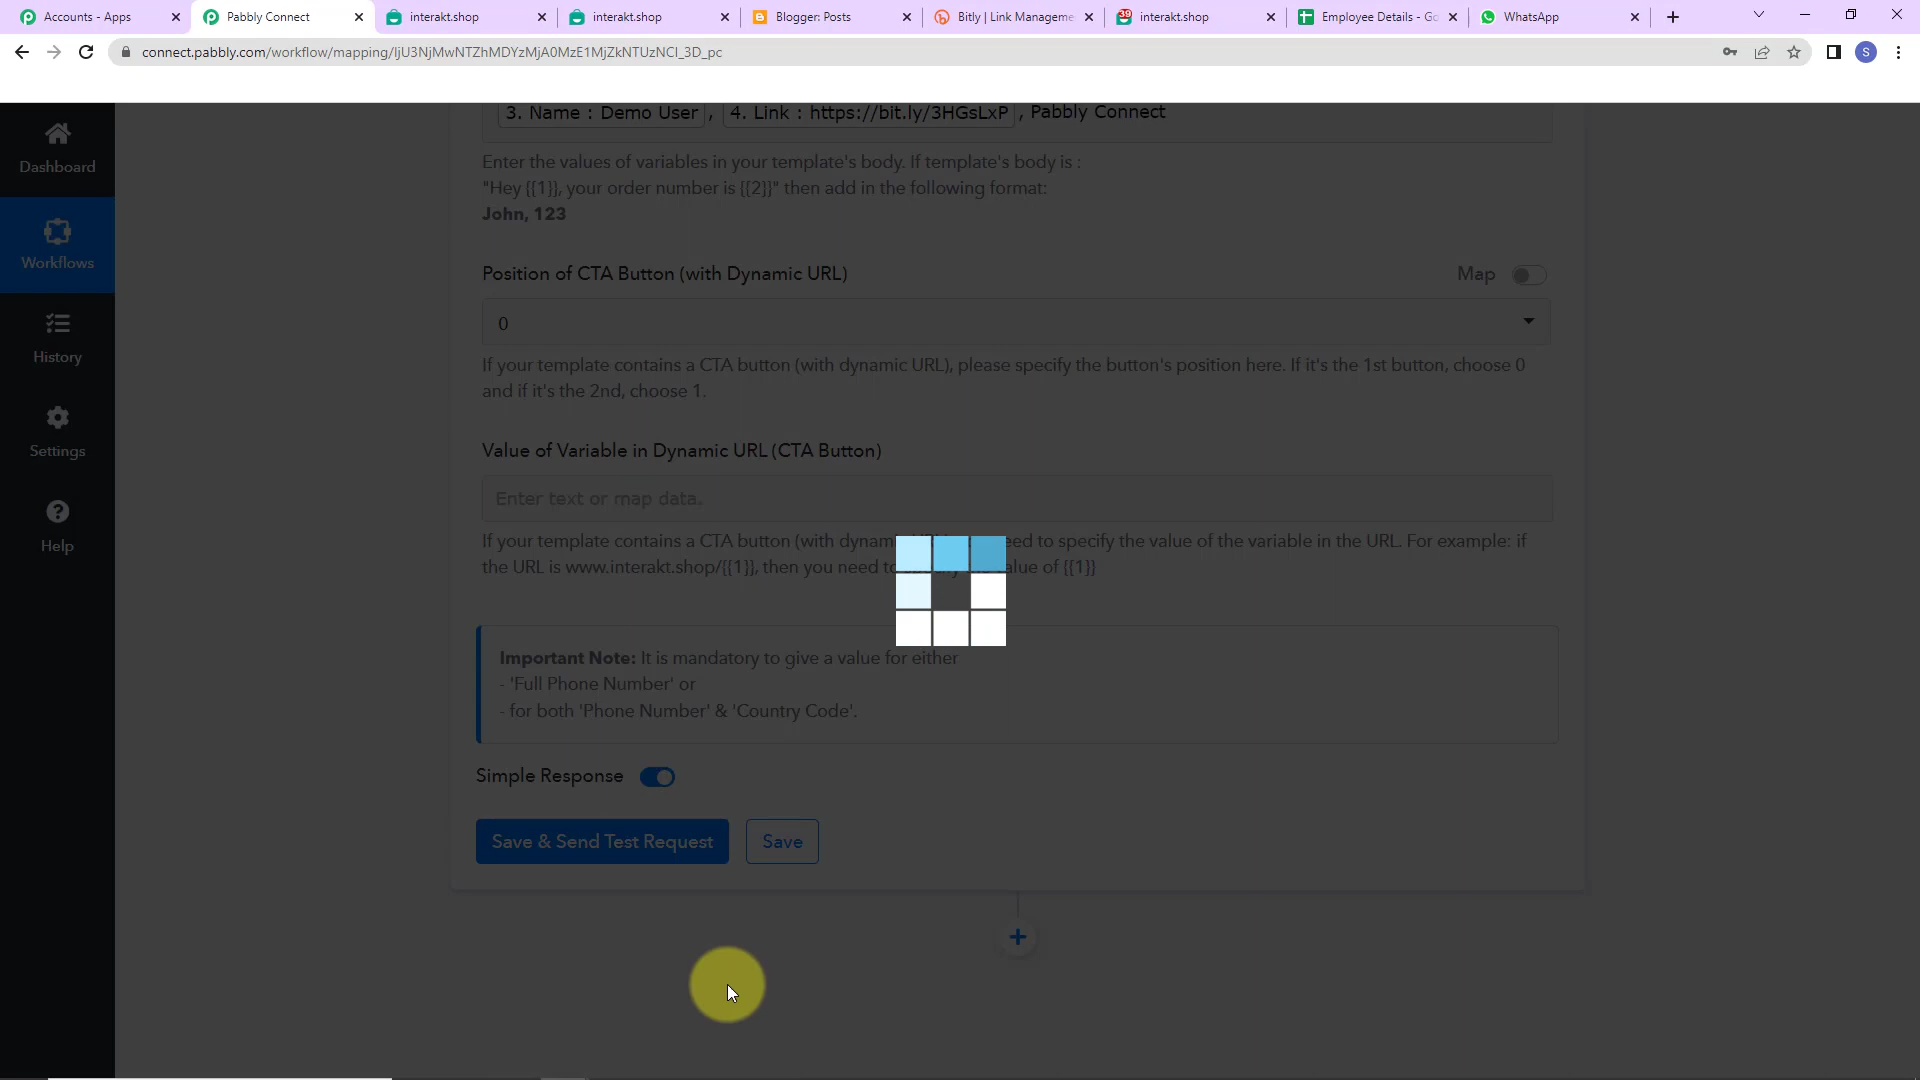 Accounts - Apps
Pabbly Connect
interakt.shop
interakt.shop
Blogger: Posts
Bitly | Link Manageme
39
interakt.shop
Employee Details - Go
WhatsApp
connect.pabbly.com/workflow/mapping/IjU3NjMwNTZhMDYzMjA0MzE1MjZkNTUzNCI_3D_pc
S
Dashboard
Workflows
History
Settings
Help
3. Name : Demo User , 4. Link : https://bit.ly/3HGsLxP , Pabbly Connect
Enter the values of variables in your template's body. If template's body is :
"Hey {{1}}, your order number is {{2}}" then add in the following format:
John, 123
Position of CTA Button (with Dynamic URL)
Map
0
If your template contains a CTA button (with dynamic URL), please specify the button's position here. If it's the 1st button, choose 0
and if it's the 2nd, choose 1.
Value of Variable in Dynamic URL (CTA Button)
Enter text or map data.
If your template contains a CTA button (with dynam need to specify the value of the variable in the URL. For example: if
the URL is www.interakt.shop/{{1}}, then you need to alue of {{1}}
Important Note: It is mandatory to give a value for either
- 'Full Phone Number' or
- for both 'Phone Number' & 'Country Code'.
Simple Response
Save & Send Test Request
Save